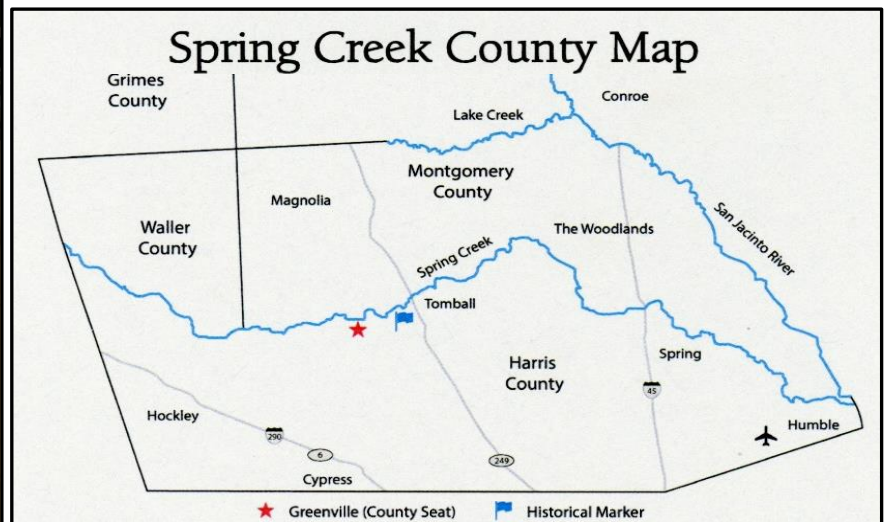 Spring Creek County Map
Grimes
County
Conroe
Lake Creek
Montgomery
County
Magnolia
Waller
County
The Woodlands
San Jacinto River
Spring Creek
Tomball
Spring
Harris
County
45
Hockley
290
6
249
Humble
Cypress
Greenville (County Seat)
Historical Marker